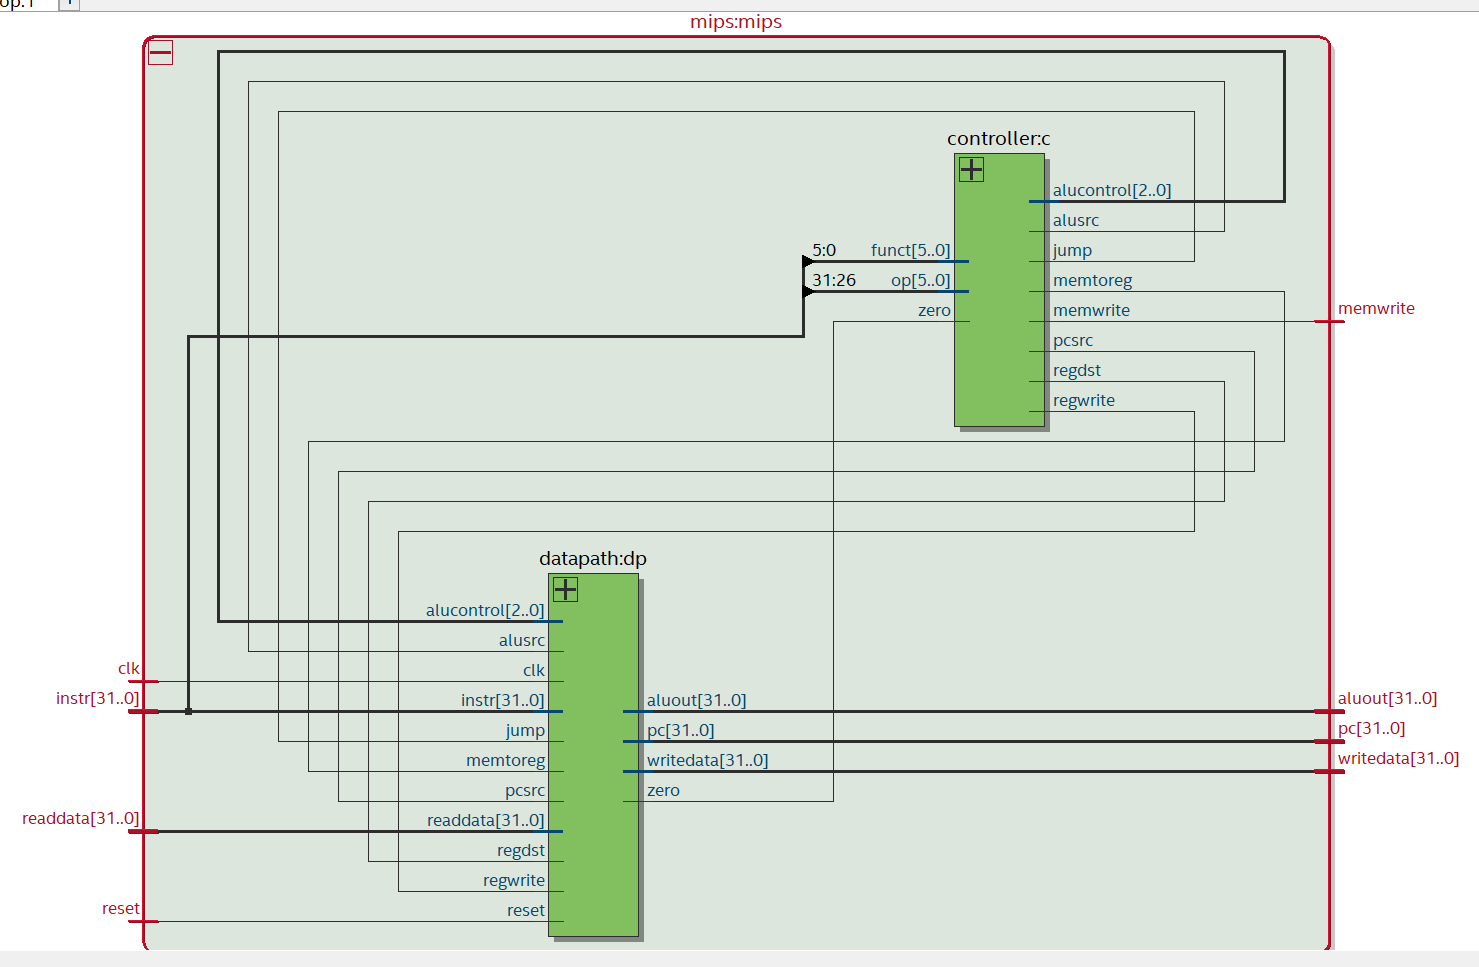 op:1
+
mips:mips
controller:c
alucontrol[2..0]
alusrc
5:0
funct[5..0]
jump
31:26
op[5..0]
memtoreg
zero
memwrite
memwrite
pcsrc
regdst
regwrite
datapath:dp
alucontrol[2..0]
alusrc
clk
clk
instr[31..0]
instr[31..0]
aluout[31..0]
aluout[31..0]
jump
pc[31..0]
pc[31..0]
memtoreg
writedata[31..0]
writedata[31..0]
pcsrc
zero
readdata[31..0]
readdata[31..0]
regdst
regwrite
reset
reset